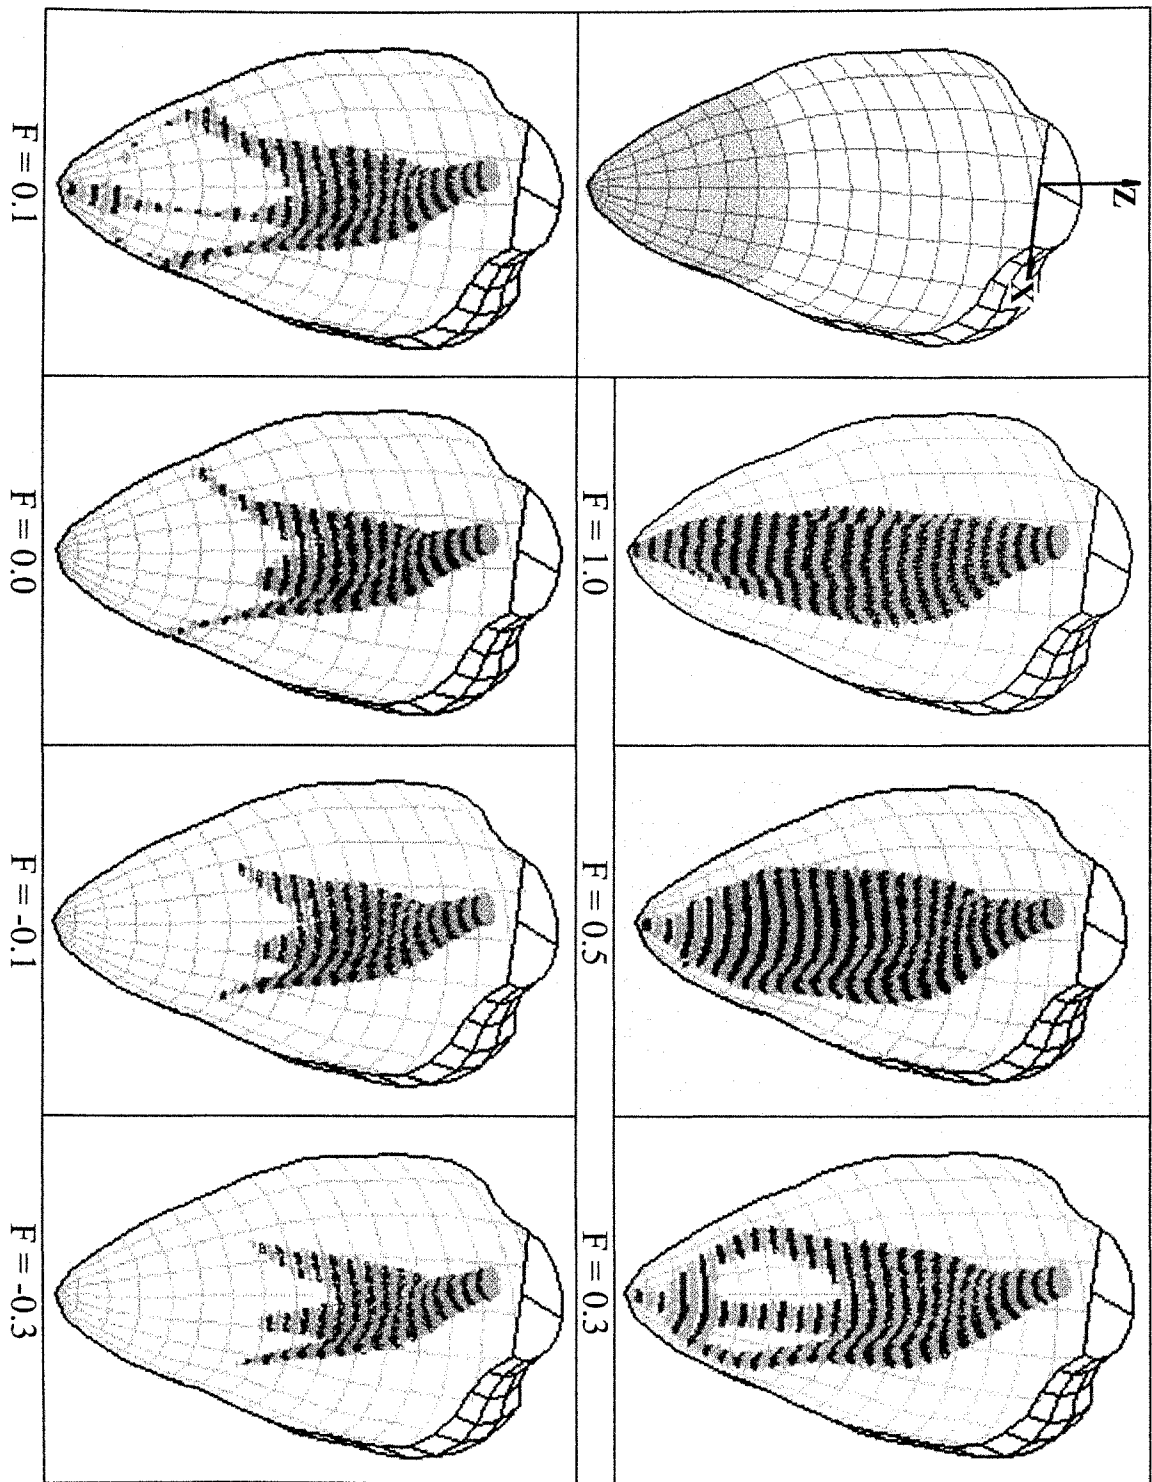 Z
X
F = 1.0
F = 0.5
F = 0.3
F = 0.1
F = 0.0
F = -0.1
F = -0.3